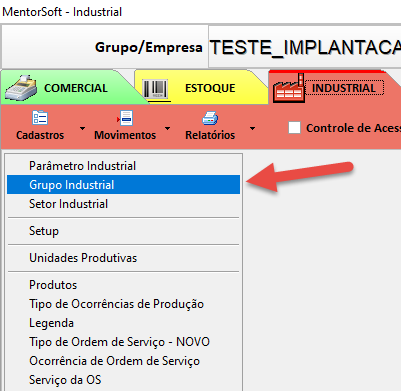 MentorSoft - Industrial
Grupo/Empresa TESTE_IMPLANTACA
COMERCIAL ESTOQUE INDUSTRIAL
Cadastros Movimentos Relatórios Controle de Aces
Parâmetro Industrial
Grupo Industrial
Setor Industrial
Setup
Unidades Produtivas
Produtos
Tipo de Ocorrências de Produção
Legenda
Tipo de Ordem de Serviço - NOVO
Ocorrência de Ordem de Serviço
Serviço da OS